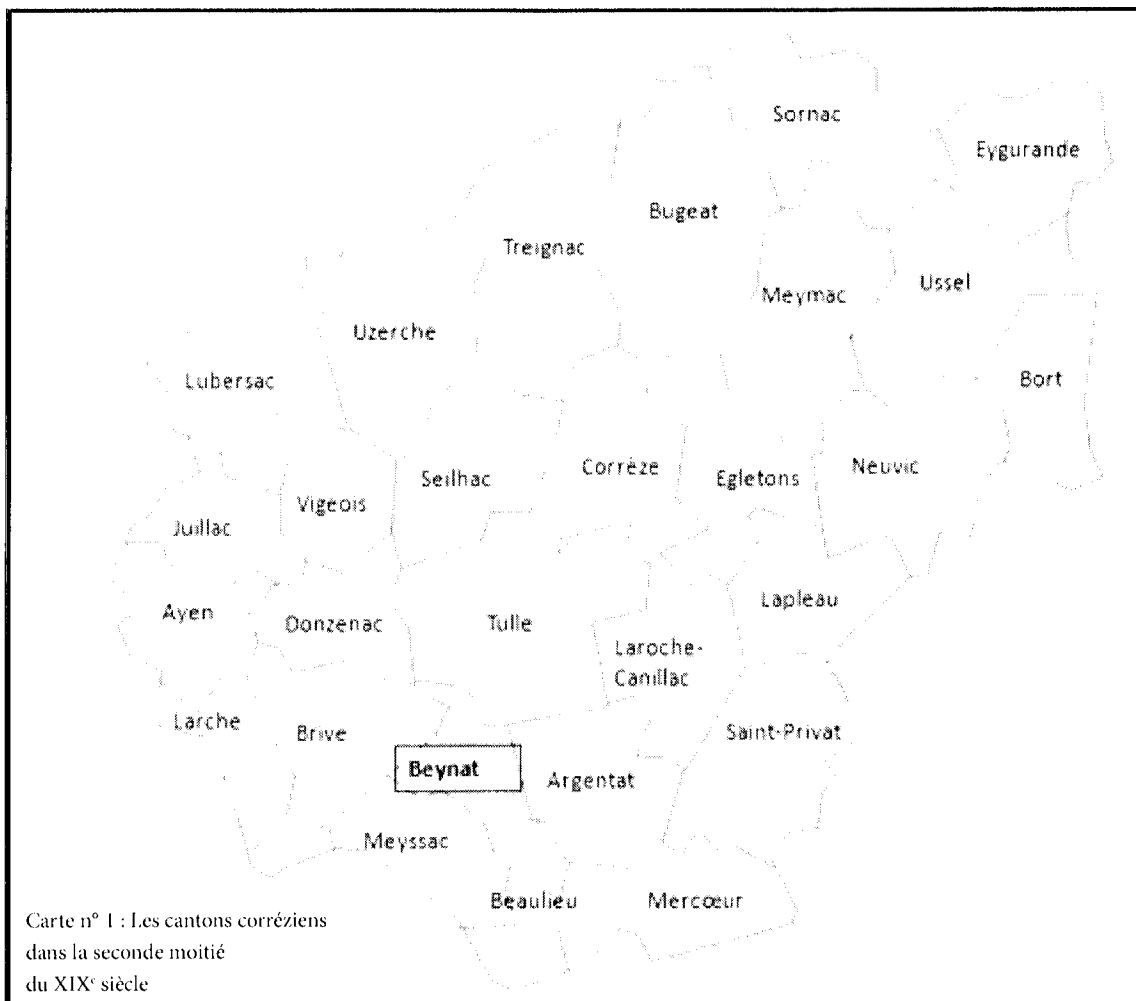 Sornac
Eygurande
Bugeat
Treignac
Ussel
Meymac
Uzerche
Lubersac
Bort
Corrèze
Neuvic
Seilhac
Egletons
Vigeois
Juillac
Ayen
Donzenac
Tulle
Lapleau
Laroche-
Canillac
Larche
Brive
Saint-Privat
Beynat
Argentat
Meyssac
Beaulieu
Mercœur
Carte n° 1 : Les cantons corréziens
dans la seconde moitié
du XIXᵉ siècle